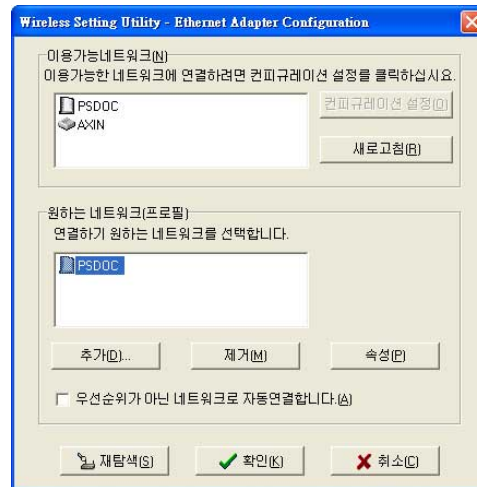 Wireless Setting Utility - Ethernet Adapter Configuration
이용가능네트워크(N)
이용가능한 네트워크에 연결하려면 컨피규레이션 설정를 클릭하십시요.
PSDOC
AXIN
컨피규레이션 설정(O)
새로고침(R)
원하는 네트워크(프로필)
연결하기 원하는 네트워크를 선택합니다.
PSDOC
추가(D)...
제거(M)
속성(P)
우선순위가 아닌 네트워크로 자동연결합니다.(A)
재탐색(S)
확인(K)
취소(C)